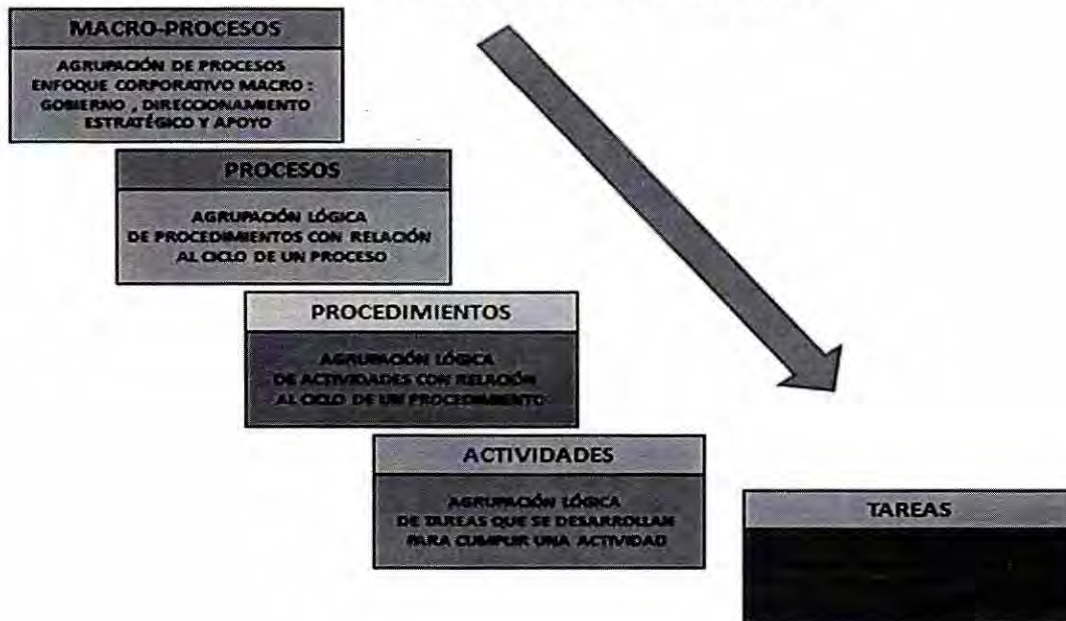 MACRO-PROCESOS
AGRUPACIÓN DE PROCESOS
ENFOQUE CORPORATIVO MACRO :
GOBIERNO , DIRECCIONAMIENTO
ESTRATÉGICO Y APOYO
PROCESOS
AGRUPACIÓN LÓGICA
DE PROCEDIMIENTOS CON RELACIÓN
AL CICLO DE UN PROCESO
PROCEDIMIENTOS
AGRUPACIÓN LÓGICA
DE ACTIVIDADES CON RELACIÓN
AL CICLO DE UN PROCEDIMIENTO
ACTIVIDADES
AGRUPACIÓN LÓGICA
DE TAREAS QUE SE DESARROLLAN
PARA CUMPLIR UNA ACTIVIDAD
TAREAS